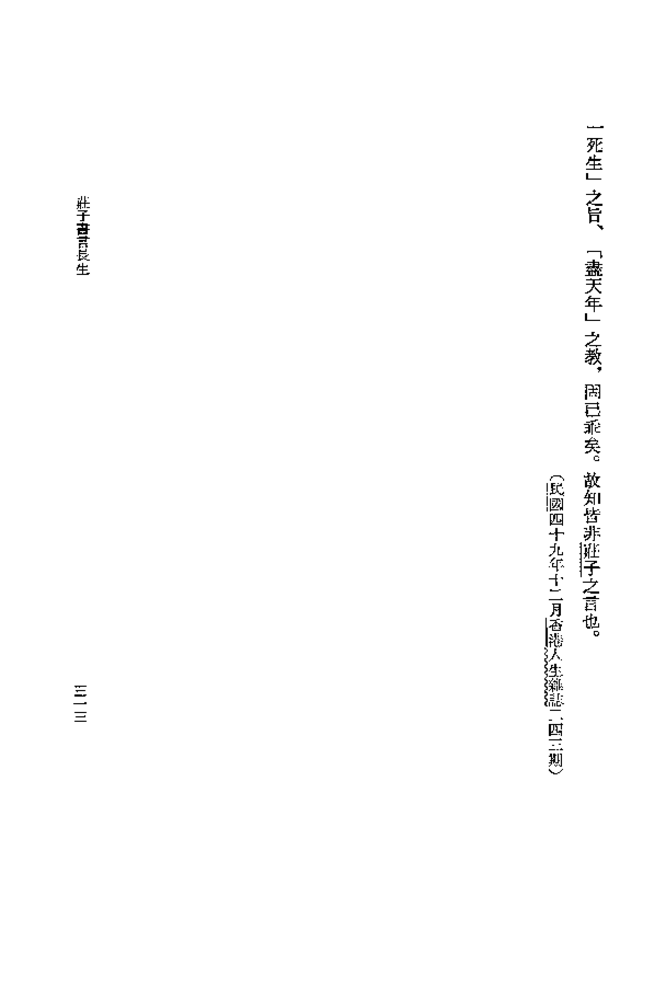 一死生」之旨、「盡天年」之教，固已乖矣。故知皆非莊子之言也。
（民國四十九年十二月香港人生雜誌二四三期）
莊子書言長生
三一三